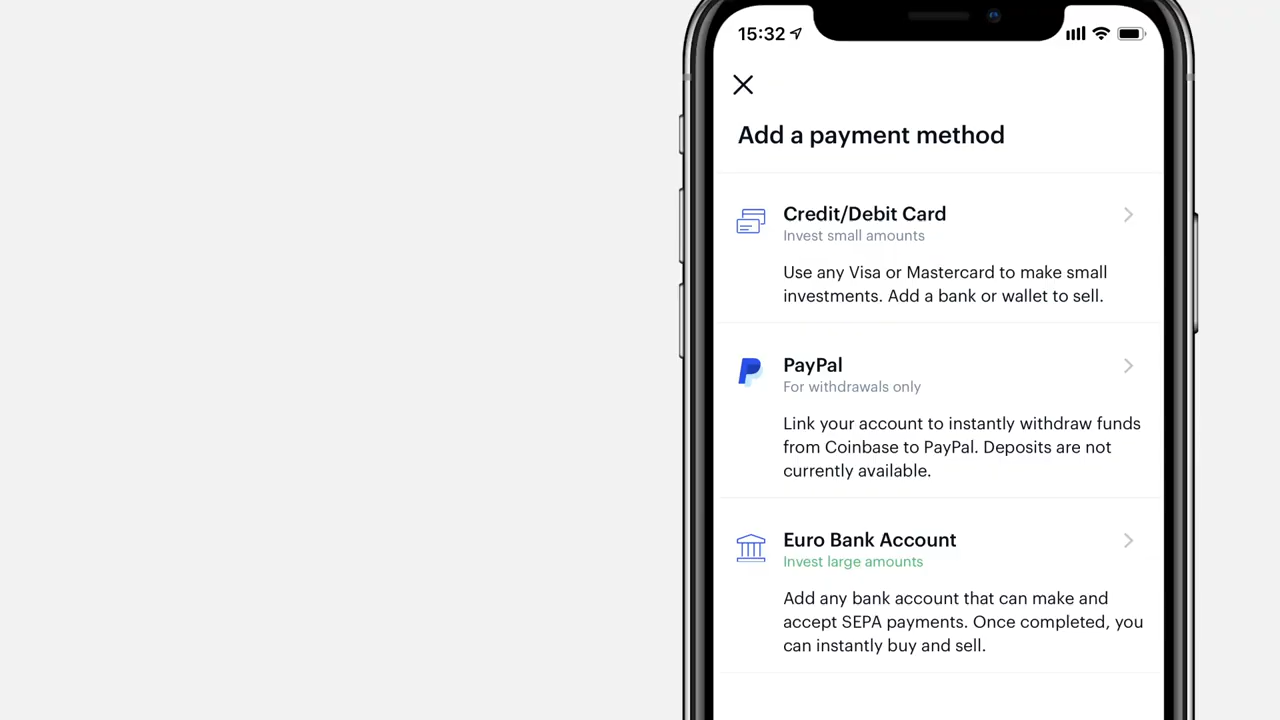 15:32
Add a payment method
Credit/Debit Card
Invest small amounts
Use any Visa or Mastercard to make small
investments. Add a bank or wallet to sell.
PayPal
For withdrawals only
Link your account to instantly withdraw funds
from Coinbase to PayPal. Deposits are not
currently available.
Euro Bank Account
Invest large amounts
Add any bank account that can make and
accept SEPA payments. Once completed, you
can instantly buy and sell.